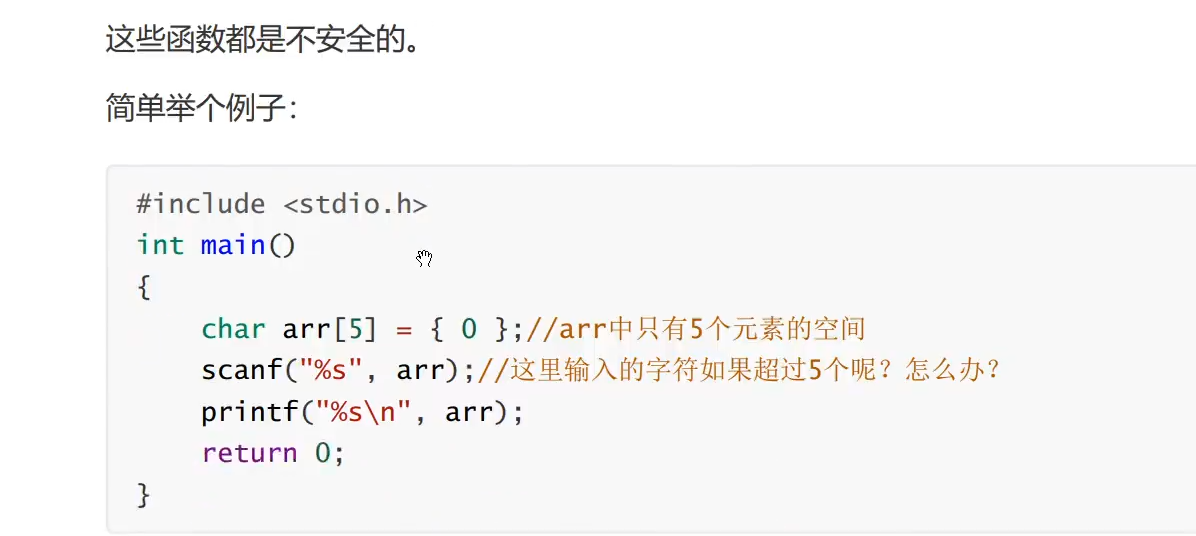 这些函数都是不安全的。
简单举个例子：
#include <stdio.h>
int main()
{
    char arr[5] = { 0 };//arr中只有5个元素的空间
    scanf("%s", arr);//这里输入的字符如果超过5个呢？怎么办？
    printf("%s\n", arr);
    return 0;
}